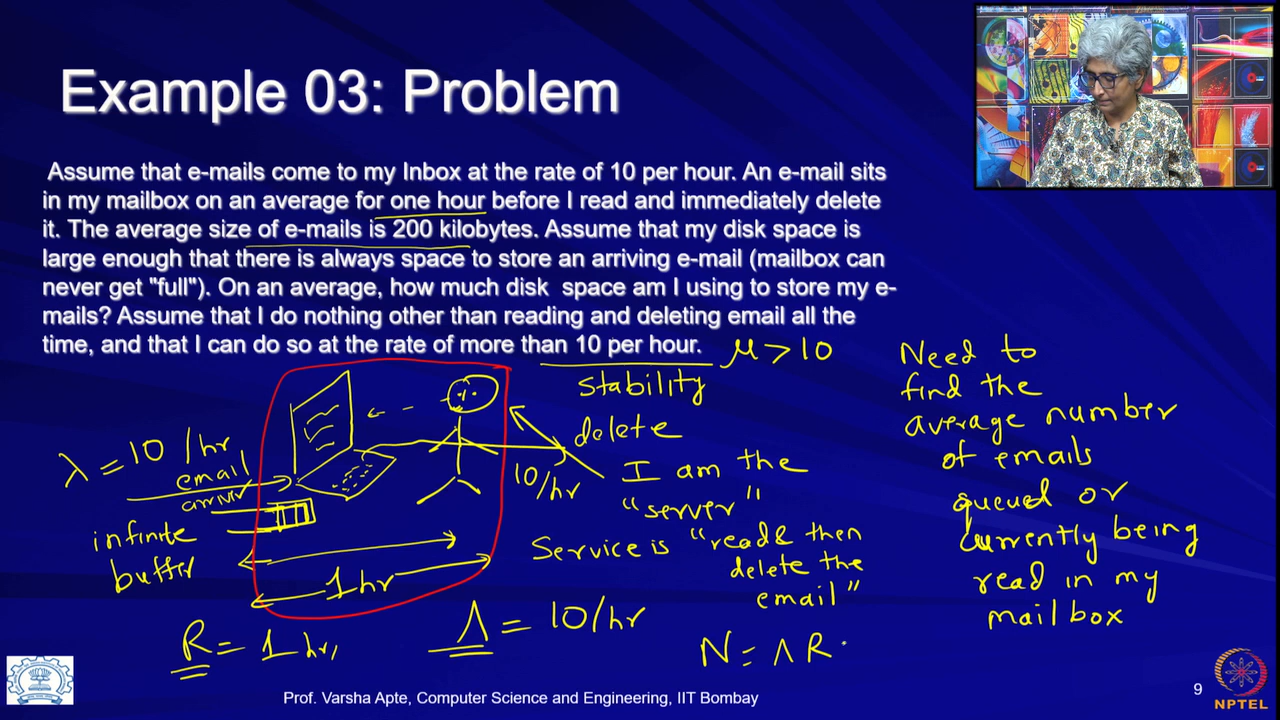 Example 03: Problem
Assume that e-mails come to my Inbox at the rate of 10 per hour. An e-mail sits
in my mailbox on an average for one hour before I read and immediately delete
it. The average size of e-mails is 200 kilobytes. Assume that my disk space is
large enough that there is always space to store an arriving e-mail (mailbox can
never get "full"). On an average, how much disk space am I using to store my e-
mails? Assume that I do nothing other than reading and deleting email all the
time, and that I can do so at the rate of more than 10 per hour.
μ > 10
stability
delete
10/hr
I am the
"server"
Service is "read & then
delete the
email"
λ = 10/hr
email
arrival
infinite
buffer
1 hr
R = 1 hr,
Λ = 10/hr
N = Λ R.
Need to
find the
average number
of emails
queued or
currently being
read in my
mailbox
Prof. Varsha Apte, Computer Science and Engineering, IIT Bombay
9
NPTEL